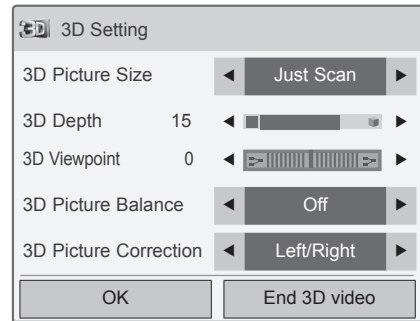 3D 3D Setting
3D Picture Size Just Scan
3D Depth 15
3D Viewpoint 0
3D Picture Balance Off
3D Picture Correction Left/Right
OK End 3D video